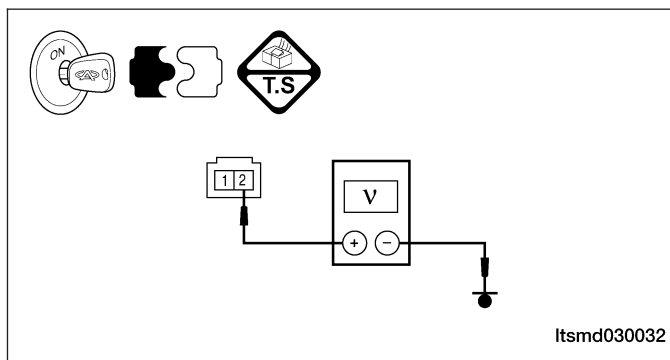 ON
T.S
1 2
V
+ −
ltsmd030032